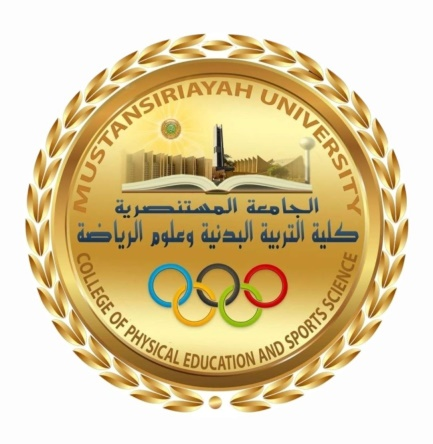 MUSTANSIRIAYAH UNIVERSITY
الجامعة المستنصرية
كلية التربية البدنية وعلوم الرياضة
COLLEGE OF PHYSICAL EDUCATION AND SPORTS SCIENCE